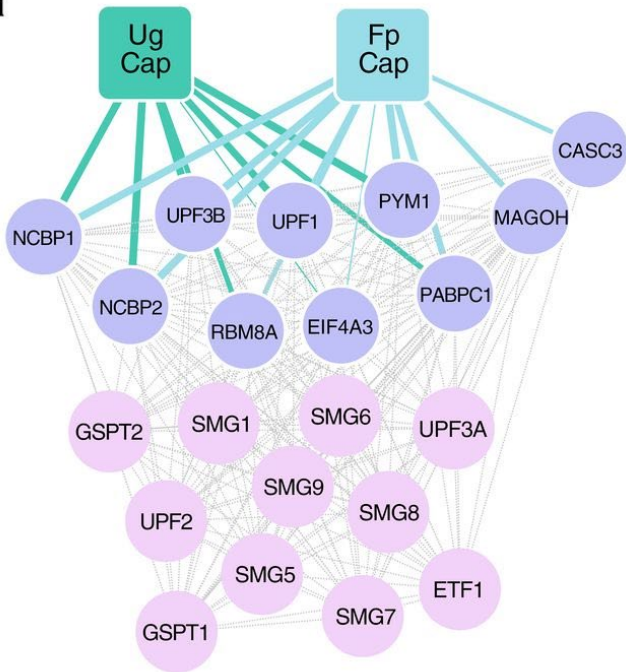 Ug
Cap
Fp
Cap
CASC3
NCBP1
UPF3B
UPF1
PYM1
MAGOH
NCBP2
RBM8A
EIF4A3
PABPC1
GSPT2
SMG1
SMG6
UPF3A
SMG9
UPF2
SMG8
SMG5
ETF1
GSPT1
SMG7